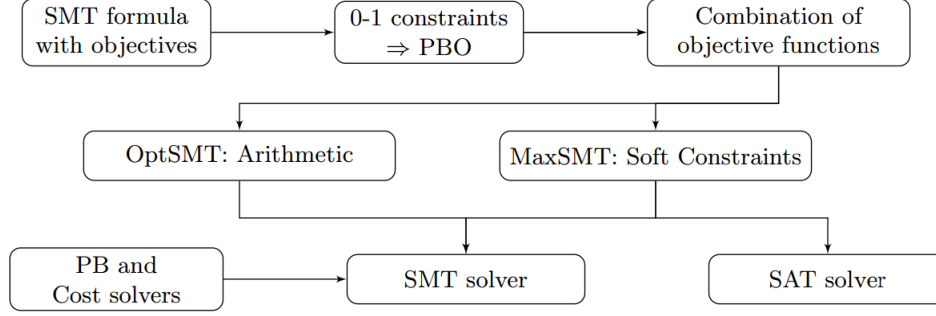 SMT formula
with objectives
0-1 constraints
⇒ PBO
Combination of
objective functions
OptSMT: Arithmetic
MaxSMT: Soft Constraints
PB and
Cost solvers
SMT solver
SAT solver